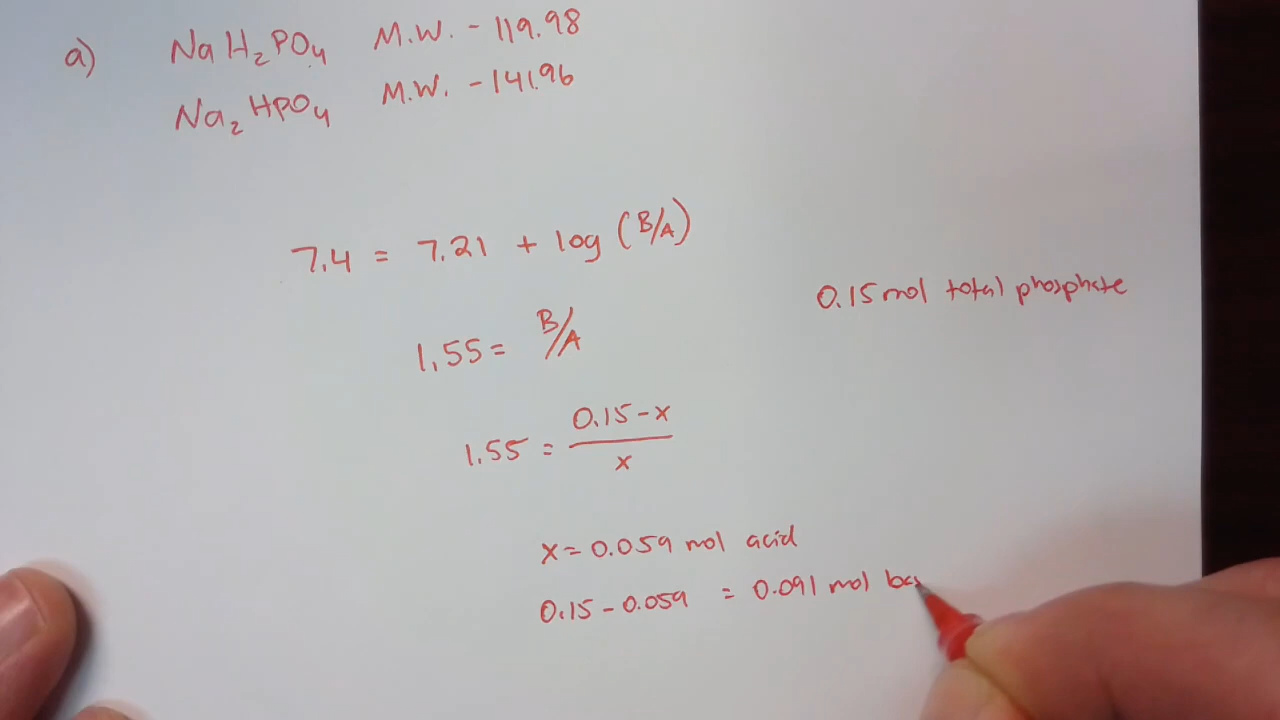 a) NaH₂PO₄ M.W. - 119.98
Na₂HPO₄ M.W. - 141.96
7.4 = 7.21 + log (B/A)
0.15 mol total phosphate
1.55 = B/A
1.55 = 0.15-x / x
x = 0.059 mol acid
0.15 - 0.059 = 0.091 mol bas